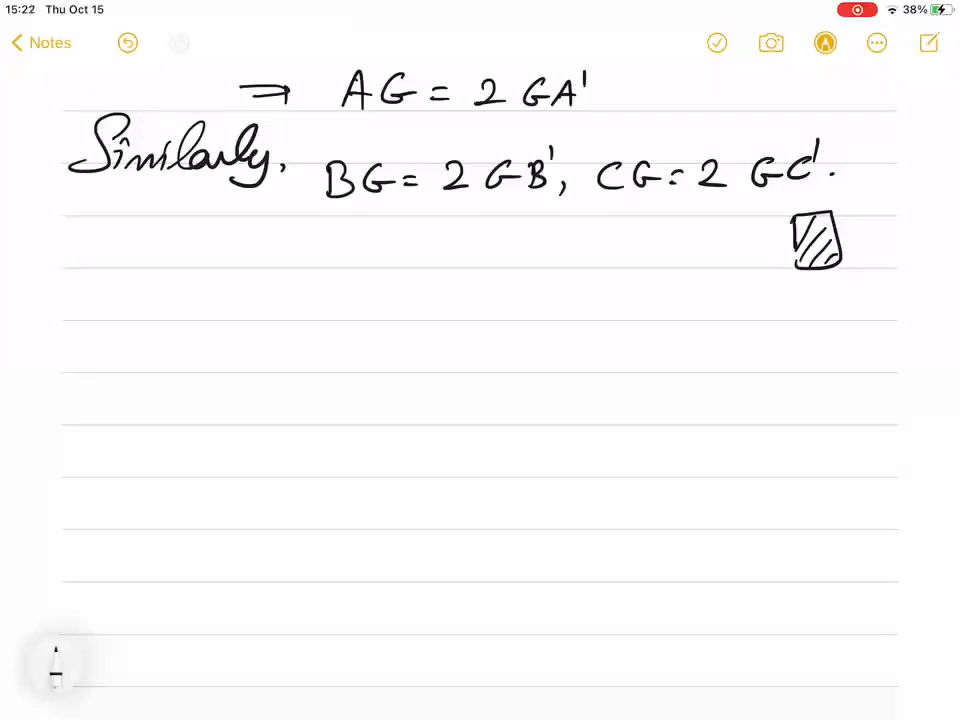 15:22 Thu Oct 15 38%
Notes
⇒ AG = 2 GA'
Similarly, BG = 2 GB', CG = 2 GC'.